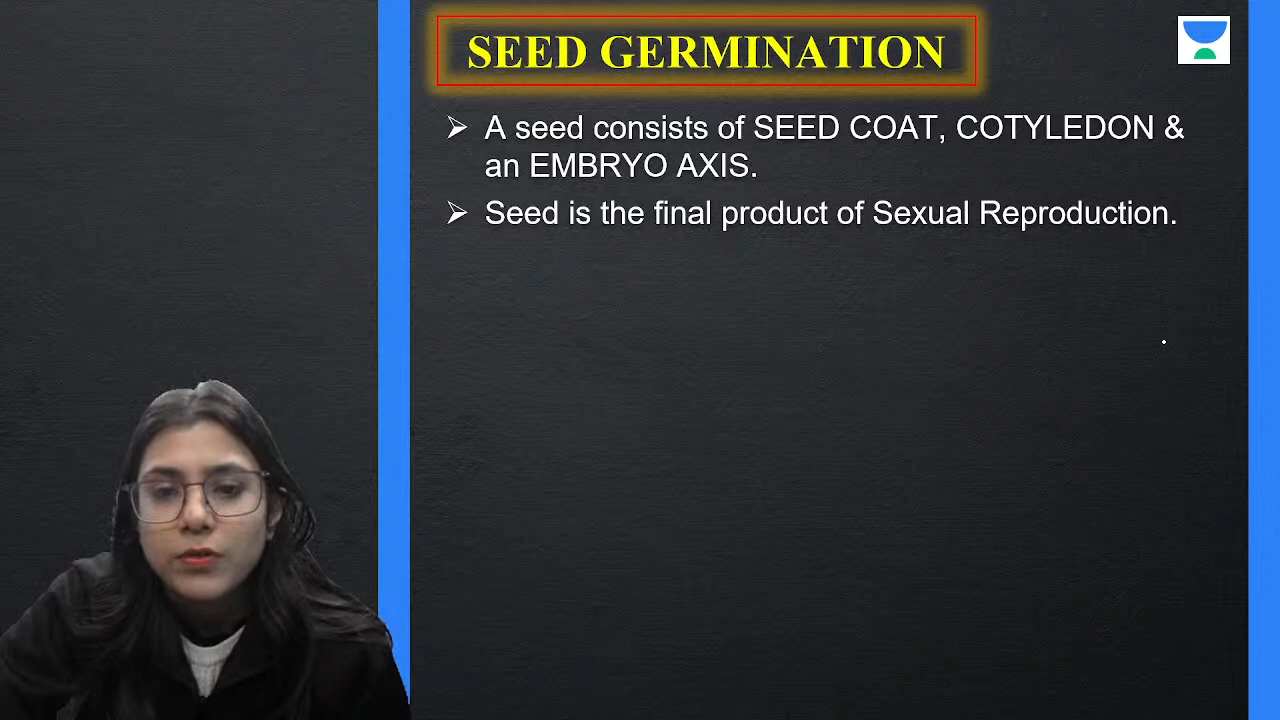 SEED GERMINATION
➢ A seed consists of SEED COAT, COTYLEDON &
an EMBRYO AXIS.
➢ Seed is the final product of Sexual Reproduction.